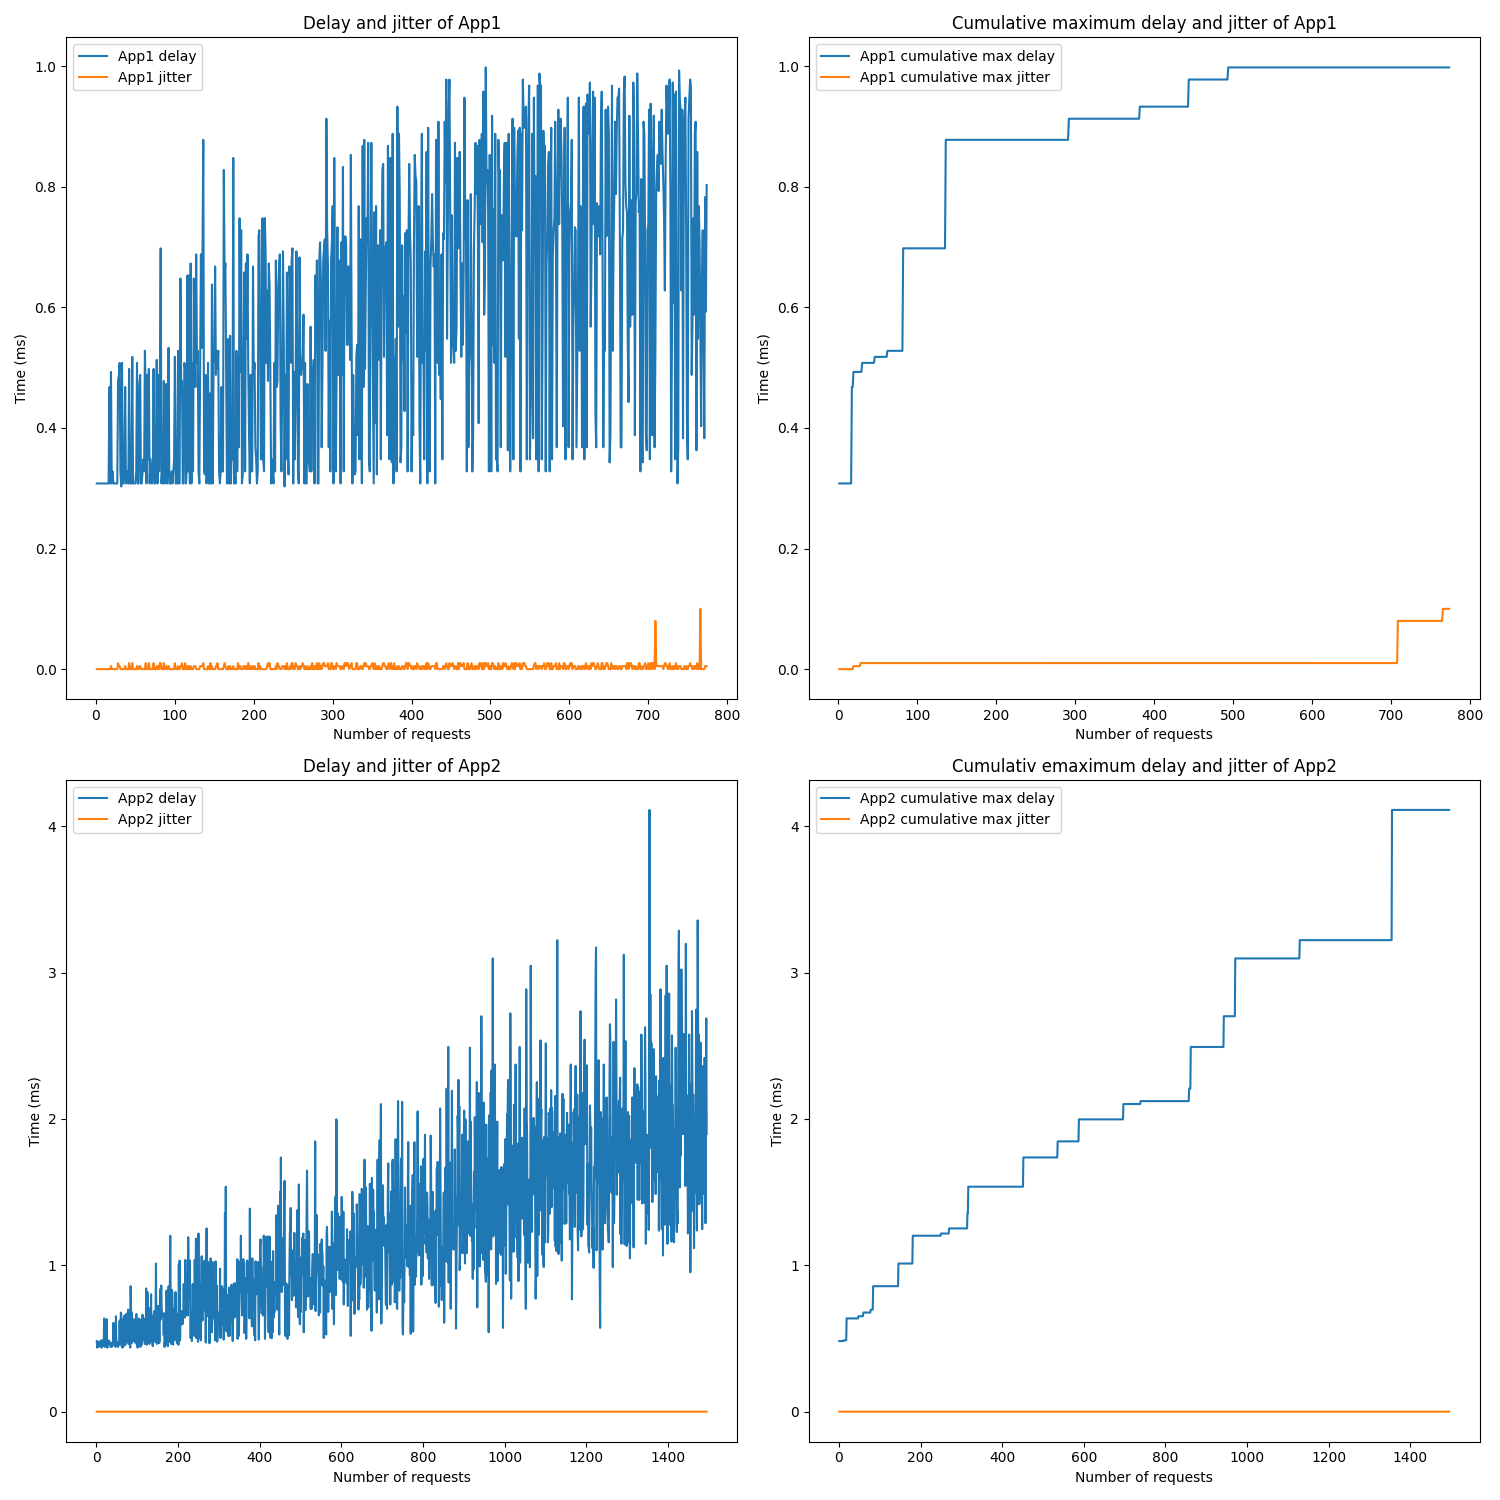 Delay and jitter of App1
App1 delay
App1 jitter
1.0
0.8
0.6
0.4
0.2
0.0
Time (ms)
0 100 200 300 400 500 600 700 800
Number of requests
Cumulative maximum delay and jitter of App1
App1 cumulative max delay
App1 cumulative max jitter
1.0
0.8
0.6
0.4
0.2
0.0
Time (ms)
0 100 200 300 400 500 600 700 800
Number of requests
Delay and jitter of App2
App2 delay
App2 jitter
4
3
2
1
0
Time (ms)
0 200 400 600 800 1000 1200 1400
Number of requests
Cumulativ emaximum delay and jitter of App2
App2 cumulative max delay
App2 cumulative max jitter
4
3
2
1
0
Time (ms)
0 200 400 600 800 1000 1200 1400
Number of requests